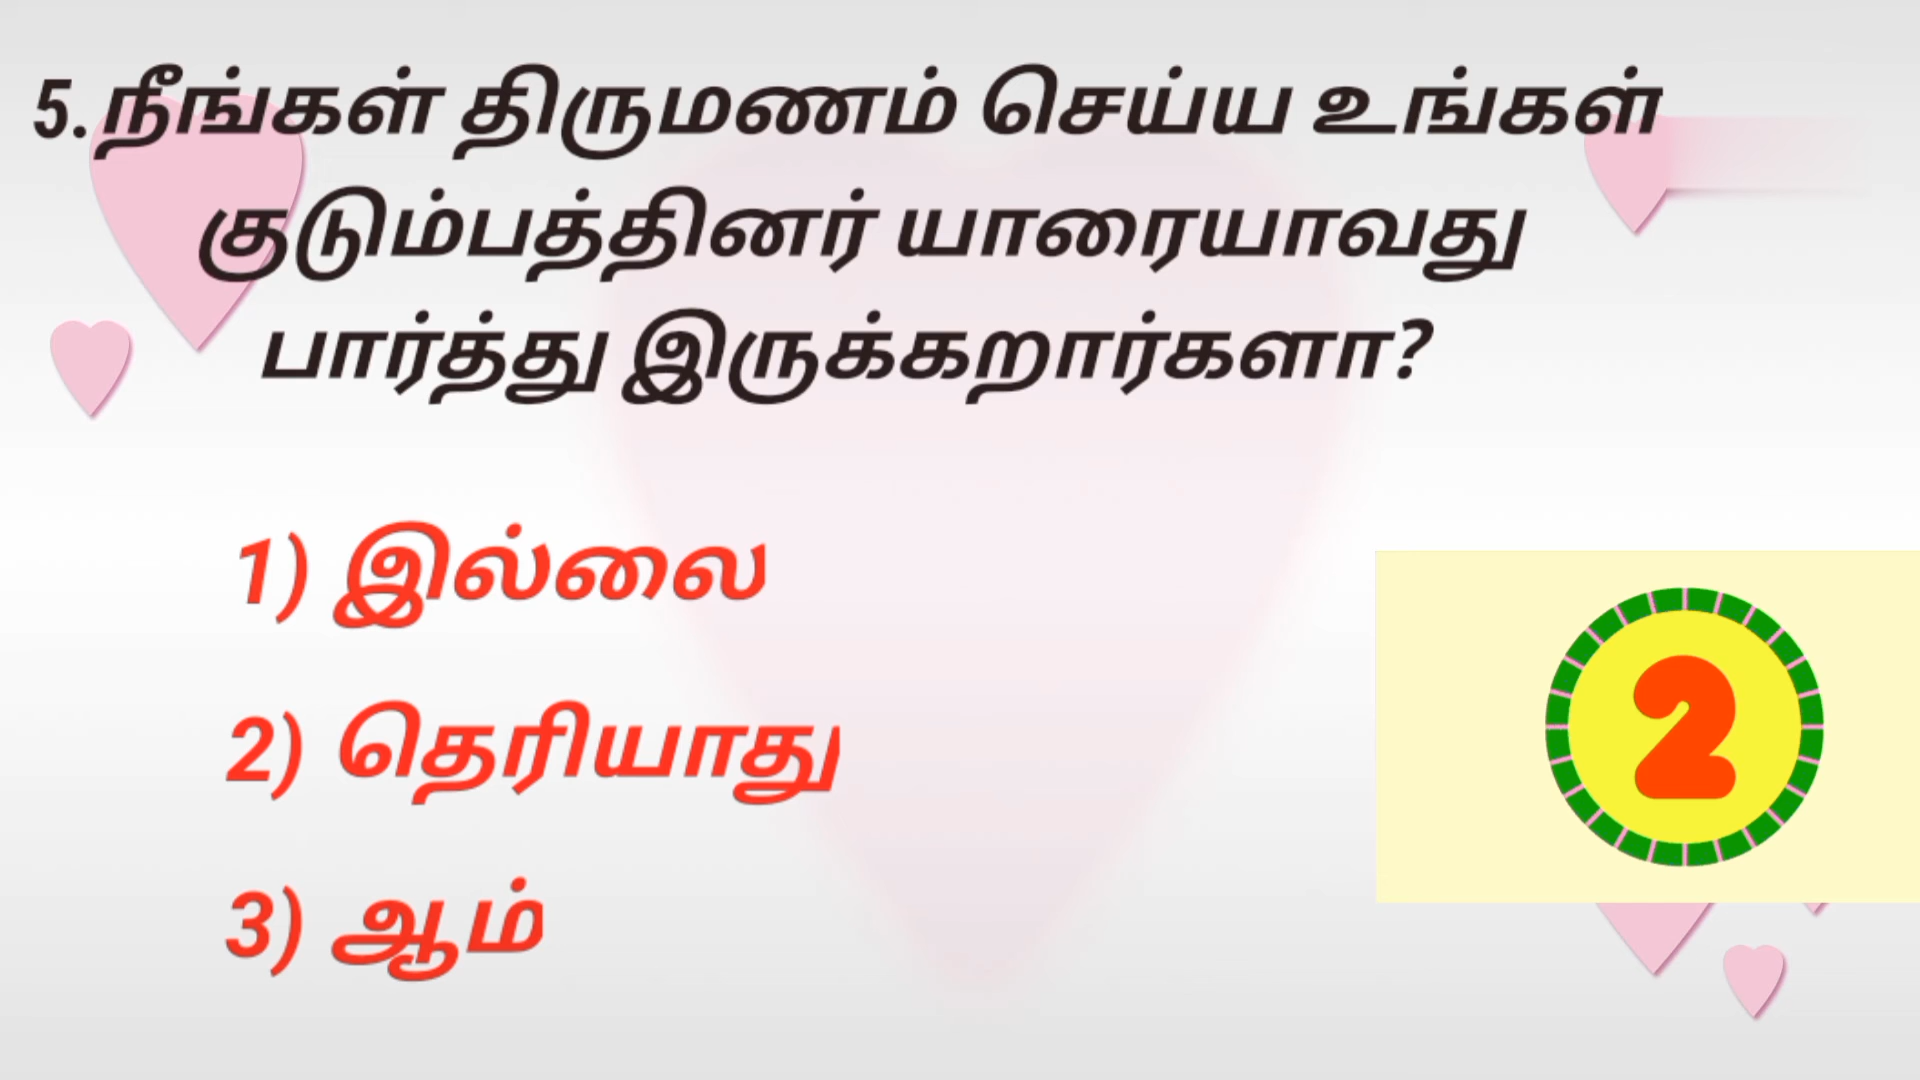 5.நீங்கள் திருமணம் செய்ய உங்கள்
குடும்பத்தினர் யாரையாவது
பார்த்து இருக்கறார்களா?
1) இல்லை
2) தெரியாது
3) ஆம்
2